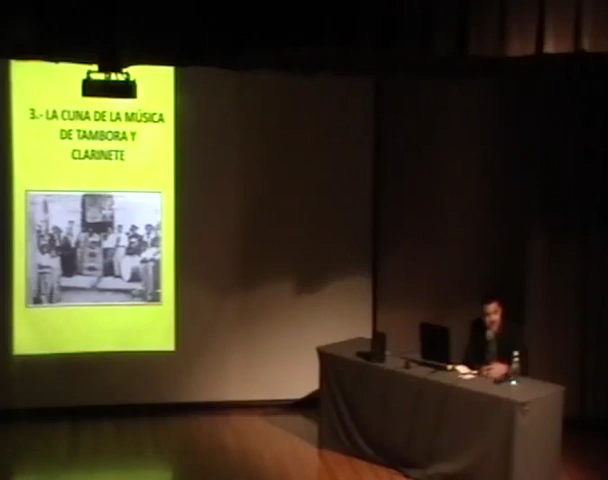 3.- LA CUNA DE LA MÚSICA
DE TAMBORA Y
CLARINETE